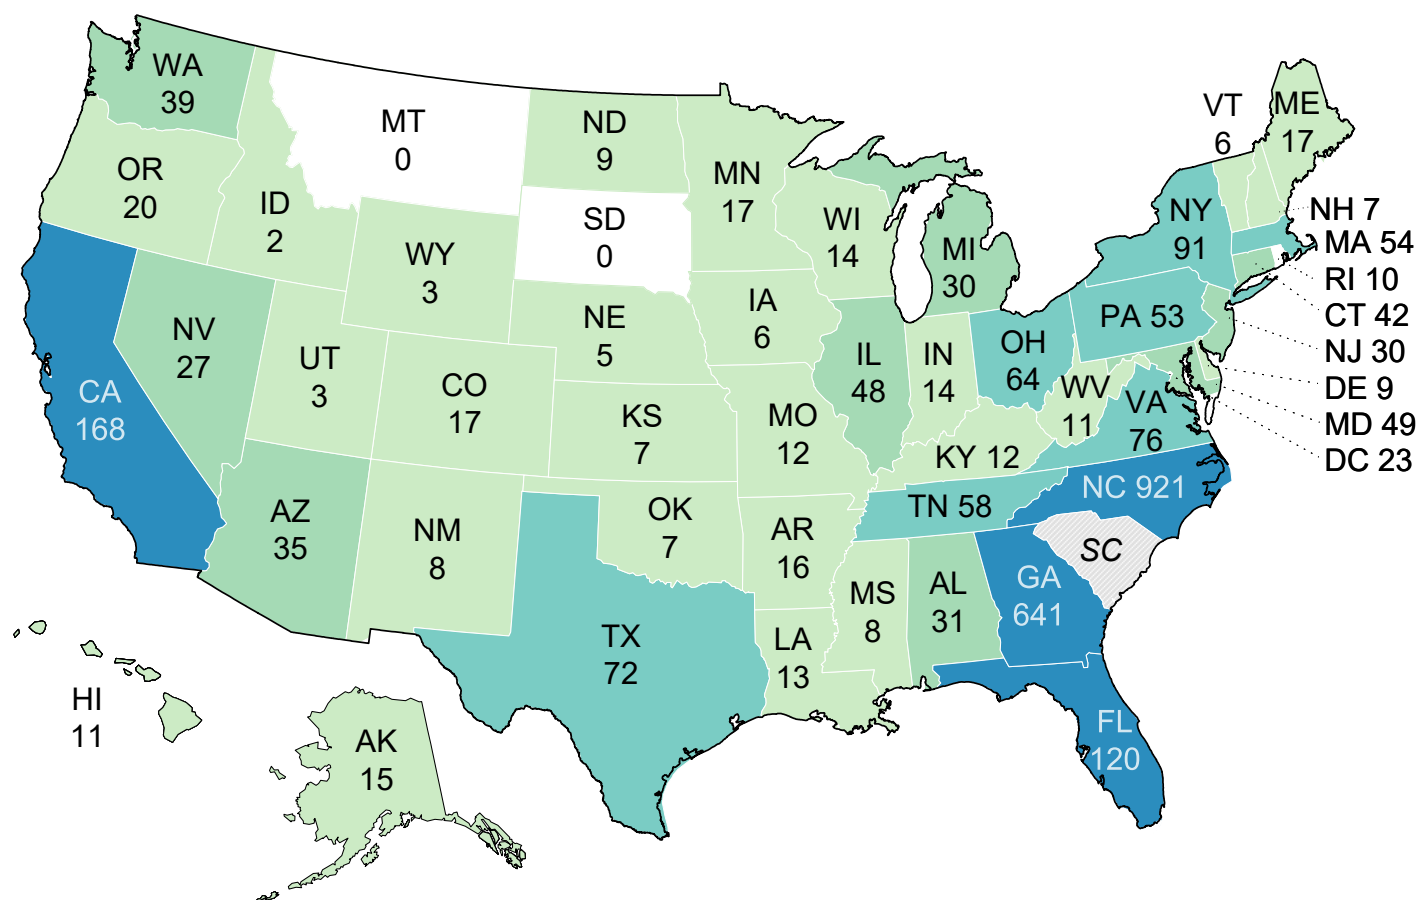 WA
39
MT
0
ND
9
VT
6
ME
17
OR
20
ID
2
MN
17
SD
0
WI
14
MI
30
NY
91
NH 7
MA 54
RI 10
CT 42
NJ 30
DE 9
MD 49
DC 23
WY
3
NE
5
IA
6
PA 53
NV
27
UT
3
CO
17
IL
48
IN
14
OH
64
WV
11
VA
76
CA
168
KS
7
MO
12
KY 12
NC 921
TN 58
AZ
35
NM
8
OK
7
AR
16
SC
MS
8
AL
31
GA
641
TX
72
LA
13
HI
11
AK
15
FL
120